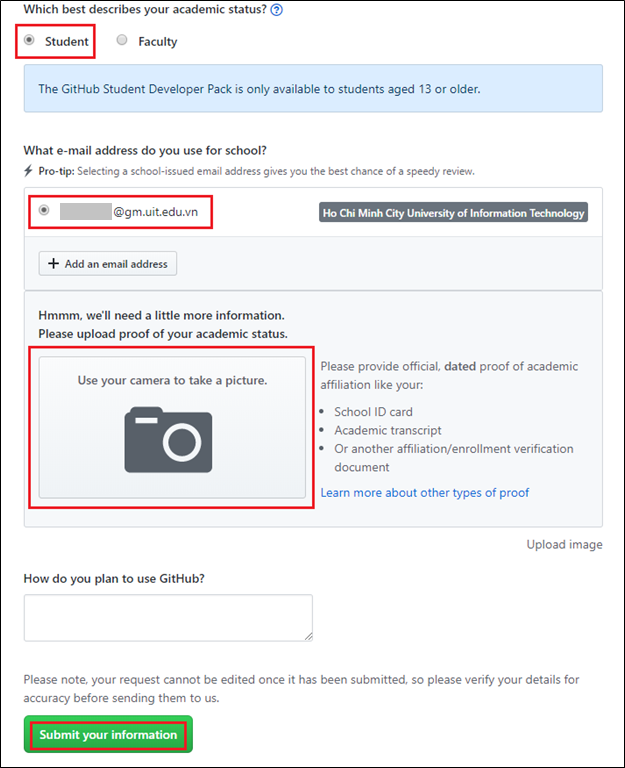 Which best describes your academic status?
Student
Faculty
The GitHub Student Developer Pack is only available to students aged 13 or older.
What e-mail address do you use for school?
Pro-tip: Selecting a school-issued email address gives you the best chance of a speedy review.
@gm.uit.edu.vn
Ho Chi Minh City University of Information Technology
+ Add an email address
Hmmm, we'll need a little more information.
Please upload proof of your academic status.
Use your camera to take a picture.
Please provide official, dated proof of academic
affiliation like your:
• School ID card
• Academic transcript
• Or another affiliation/enrollment verification
document
Learn more about other types of proof
Upload image
How do you plan to use GitHub?
Please note, your request cannot be edited once it has been submitted, so please verify your details for
accuracy before sending them to us.
Submit your information